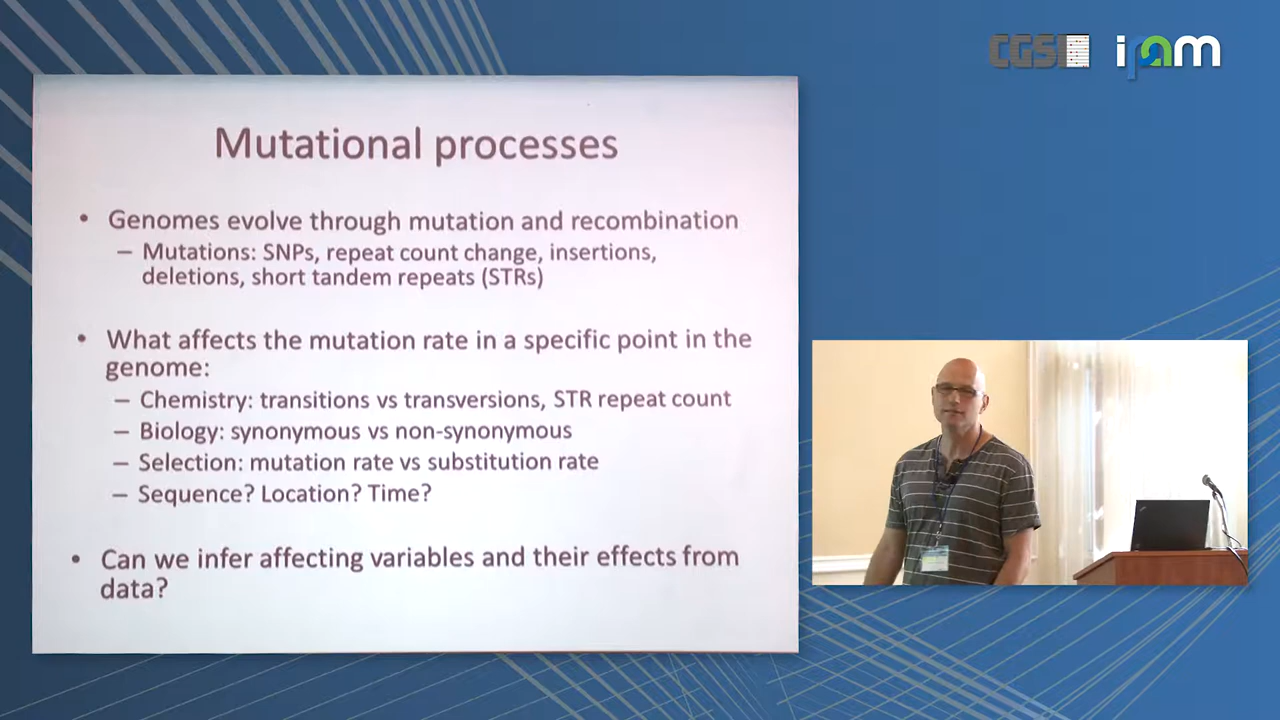 CGSI
ipam
Mutational processes
• Genomes evolve through mutation and recombination
– Mutations: SNPs, repeat count change, insertions,
deletions, short tandem repeats (STRs)
• What affects the mutation rate in a specific point in the
genome:
– Chemistry: transitions vs transversions, STR repeat count
– Biology: synonymous vs non-synonymous
– Selection: mutation rate vs substitution rate
– Sequence? Location? Time?
• Can we infer affecting variables and their effects from
data?